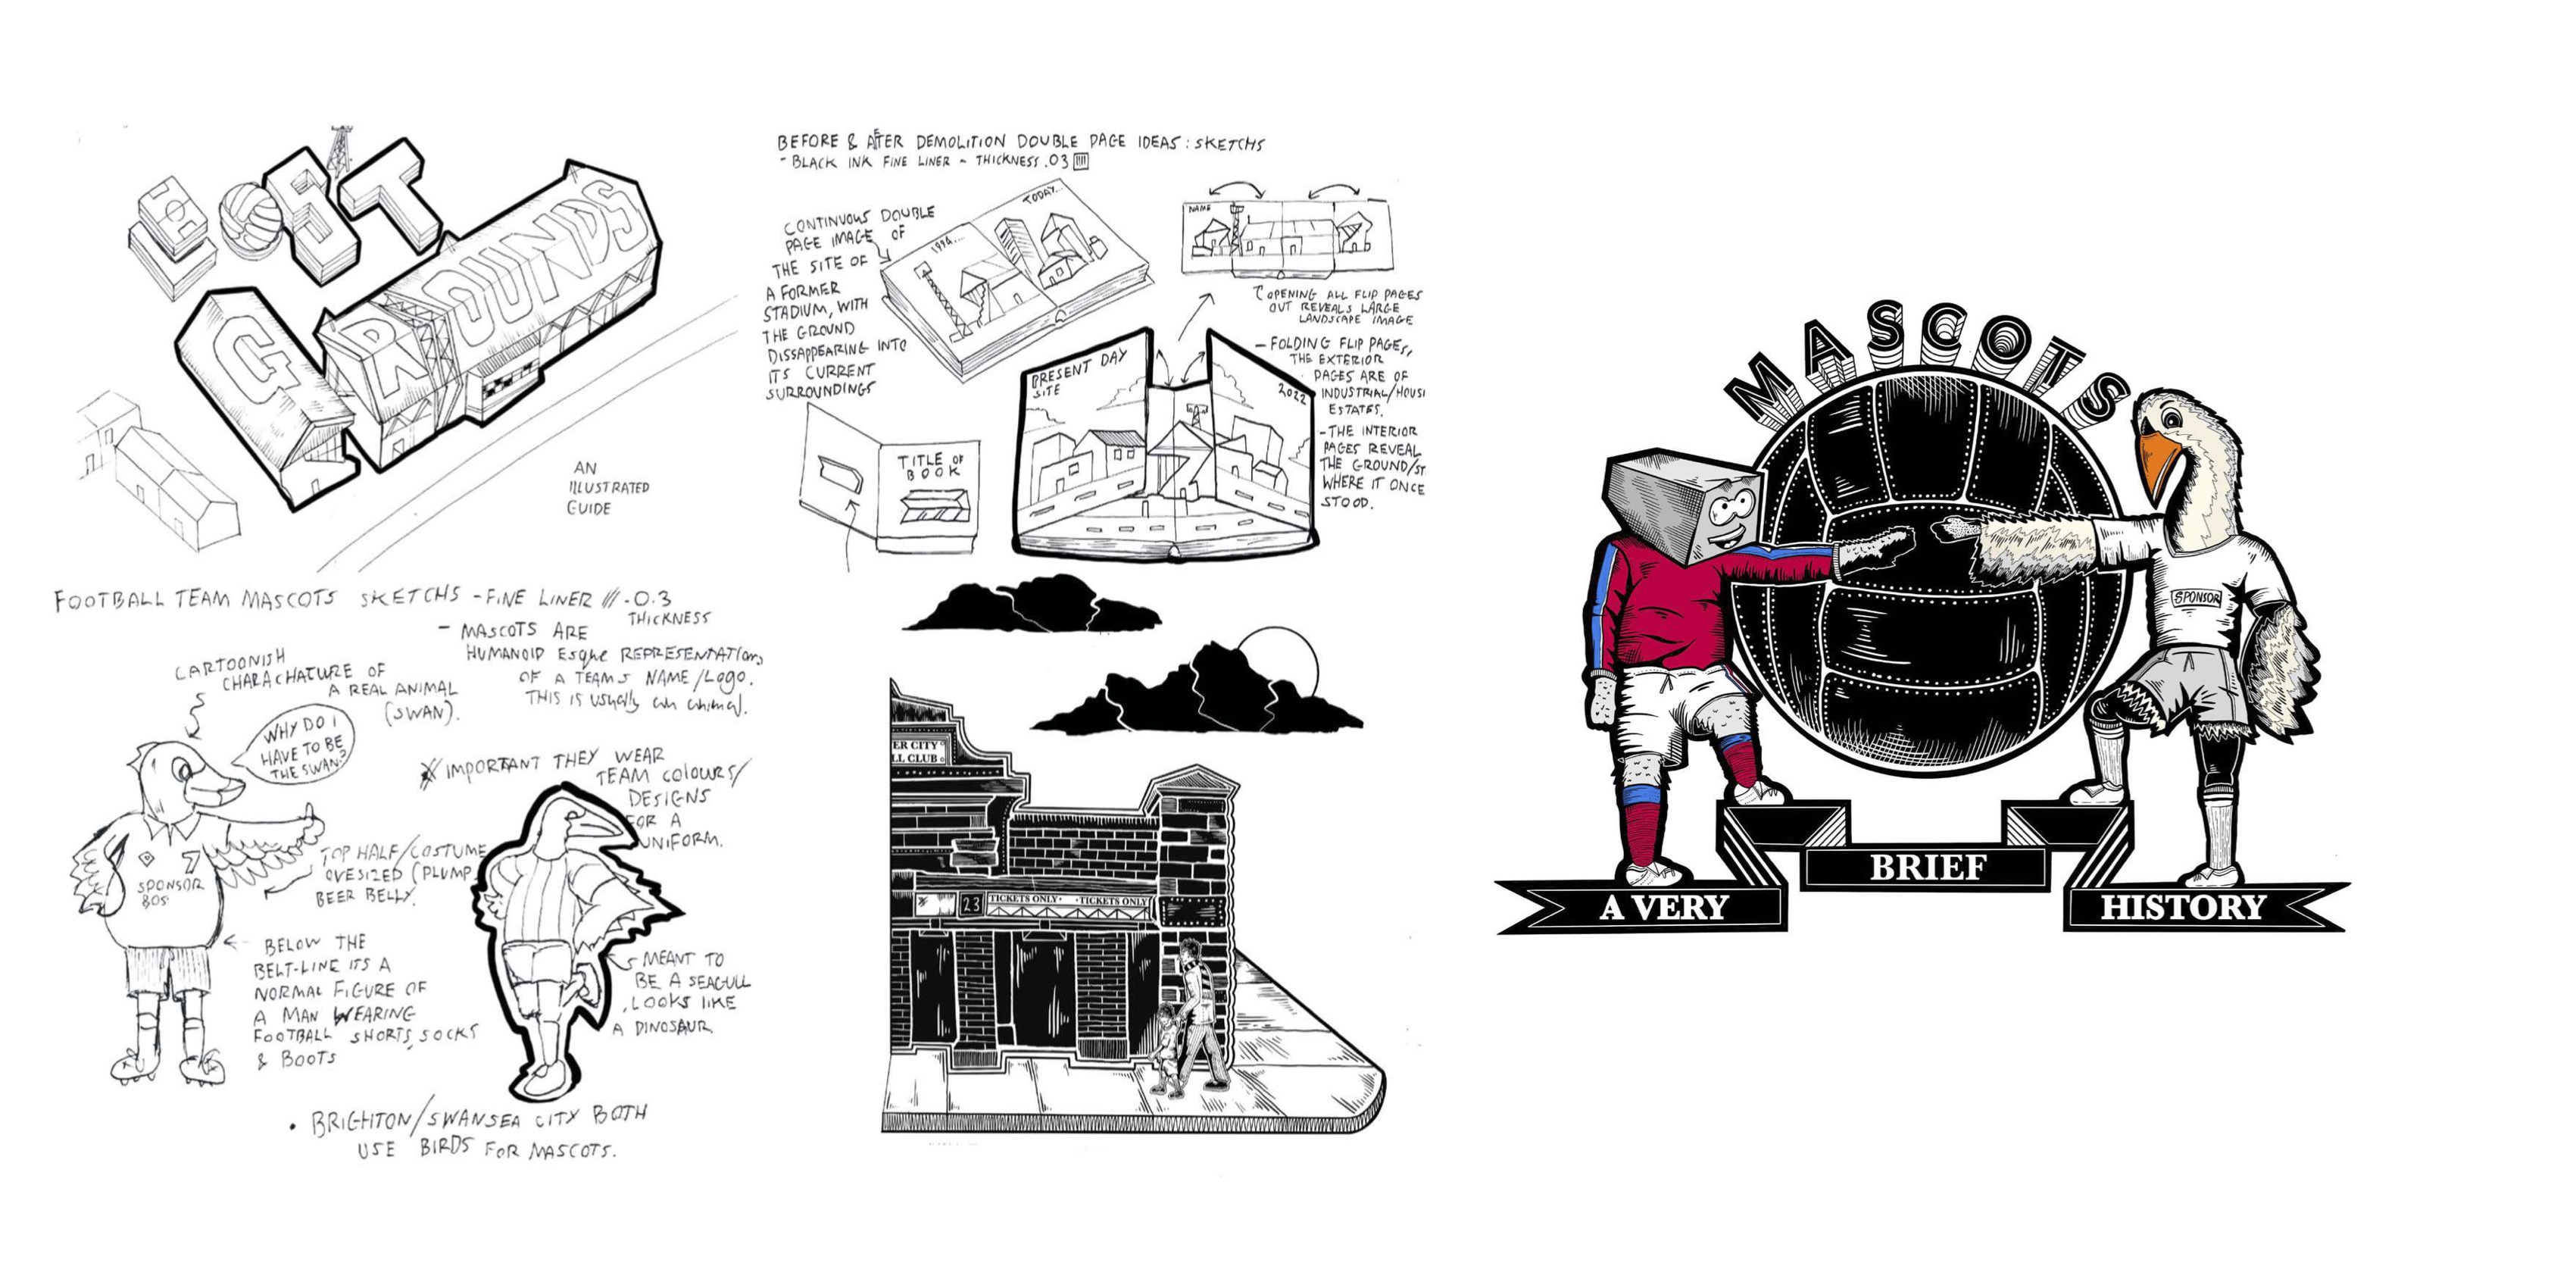 LOST
GROUNDS
AN
ILLUSTRATED
GUIDE
BEFORE & AFTER DEMOLITION DOUBLE PAGE IDEAS : SKETCHS
- BLACK INK FINE LINER - THICKNESS .03
CONTINUOUS DOUBLE
PAGE IMAGE OF
THE SITE OF
A FORMER
STADIUM, WITH
THE GROUND
DISSAPPEARING INTO
ITS CURRENT
SURROUNDINGS
1994...
TODAY...
NAME
OPENING ALL FLIP PAGES
OUT REVEALS LARGE
LANDSCAPE IMAGE
- FOLDING FLIP PAGES,
THE EXTERIOR
PAGES ARE OF
INDUSTRIAL/HOUSI
ESTATES.
- THE INTERIOR
PAGES REVEAL
THE GROUND/ST
WHERE IT ONCE
STOOD.
PRESENT DAY
SITE
2022
TITLE OF
BOOK
FOOTBALL TEAM MASCOTS SKETCHS - FINE LINER /// - 0.3
THICKNESS
- MASCOTS ARE
HUMANOID Esque REPRESENTATIONS
OF A TEAMS NAME/Logo.
THIS IS usually an animal.
CARTOONISH
CHARACHATURE OF
A REAL ANIMAL
(SWAN).
WHY DO I
HAVE TO BE
THE SWAN?
* IMPORTANT THEY WEAR
TEAM COLOURS/
DESIGNS
FOR A
UNIFORM.
TOP HALF/COSTUME
OVESIZED (PLUMP
BEER BELLY.
7
SPONSOR
BOS
BELOW THE
BELT-LINE ITS A
NORMAL FIGURE OF
A MAN WEARING
FOOTBALL SHORTS, SOCKS
& BOOTS
MEANT TO
BE A SEAGULL
, LOOKS LIKE
A DINOSAUR
• BRIGHTON/SWANSEA CITY BOTH
USE BIRDS FOR MASCOTS.
ER CITY
LL CLUB
23
TICKETS ONLY · · TICKETS ONLY
MASCOTS
SPONSOR
A VERY
BRIEF
HISTORY